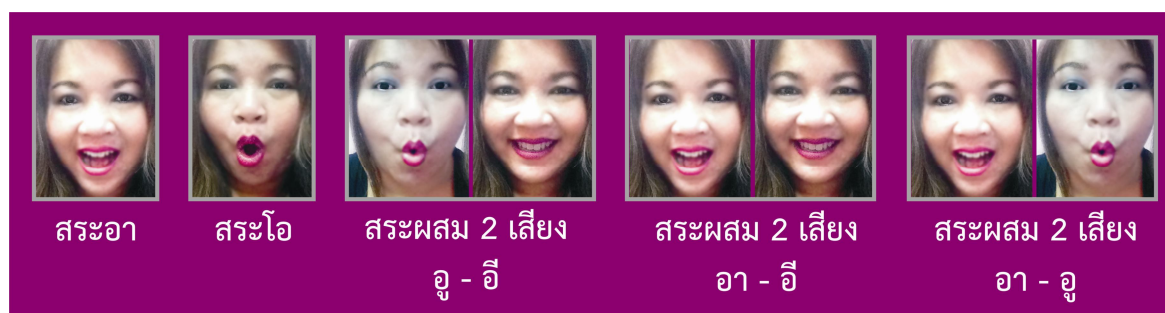 สระอา
สระโอ
สระผสม 2 เสียง
อู - อี
สระผสม 2 เสียง
อา - อี
สระผสม 2 เสียง
อา - อู